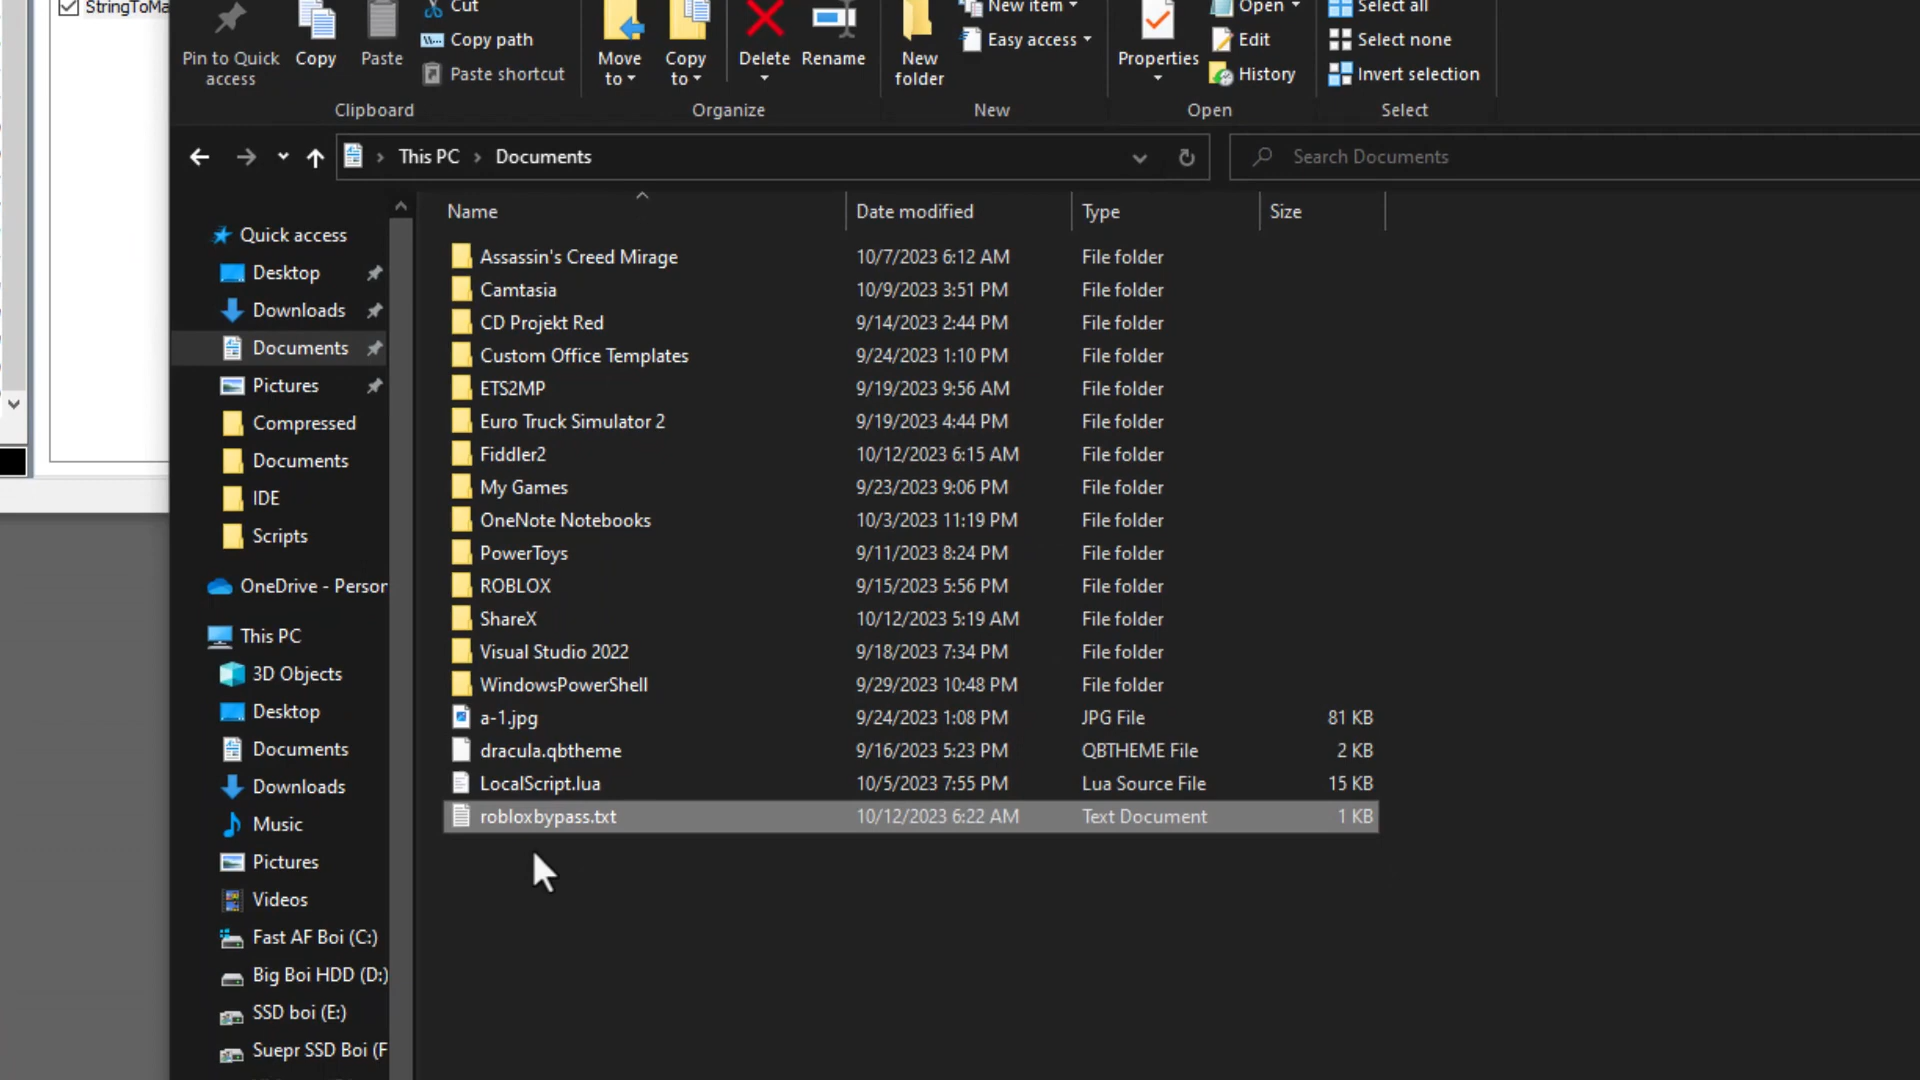 StringToMa
Cut
New item
Open
Select all
Copy path
Easy access
Edit
Select none
Pin to Quick access
Copy
Paste
Paste shortcut
Move to
Copy to
Delete
Rename
New folder
Properties
History
Invert selection
Clipboard
Organize
New
Open
Select
This PC > Documents
Search Documents
Name Date modified Type Size
Quick access
Desktop
Downloads
Documents
Pictures
Compressed
Documents
IDE
Scripts
OneDrive - Person
This PC
3D Objects
Desktop
Documents
Downloads
Music
Pictures
Videos
Fast AF Boi (C:)
Big Boi HDD (D:)
SSD boi (E:)
Suepr SSD Boi (F
Assassin's Creed Mirage 10/7/2023 6:12 AM File folder
Camtasia 10/9/2023 3:51 PM File folder
CD Projekt Red 9/14/2023 2:44 PM File folder
Custom Office Templates 9/24/2023 1:10 PM File folder
ETS2MP 9/19/2023 9:56 AM File folder
Euro Truck Simulator 2 9/19/2023 4:44 PM File folder
Fiddler2 10/12/2023 6:15 AM File folder
My Games 9/23/2023 9:06 PM File folder
OneNote Notebooks 10/3/2023 11:19 PM File folder
PowerToys 9/11/2023 8:24 PM File folder
ROBLOX 9/15/2023 5:56 PM File folder
ShareX 10/12/2023 5:19 AM File folder
Visual Studio 2022 9/18/2023 7:34 PM File folder
WindowsPowerShell 9/29/2023 10:48 PM File folder
a-1.jpg 9/24/2023 1:08 PM JPG File 81 KB
dracula.qbtheme 9/16/2023 5:23 PM QBTHEME File 2 KB
LocalScript.lua 10/5/2023 7:55 PM Lua Source File 15 KB
robloxbypass.txt 10/12/2023 6:22 AM Text Document 1 KB